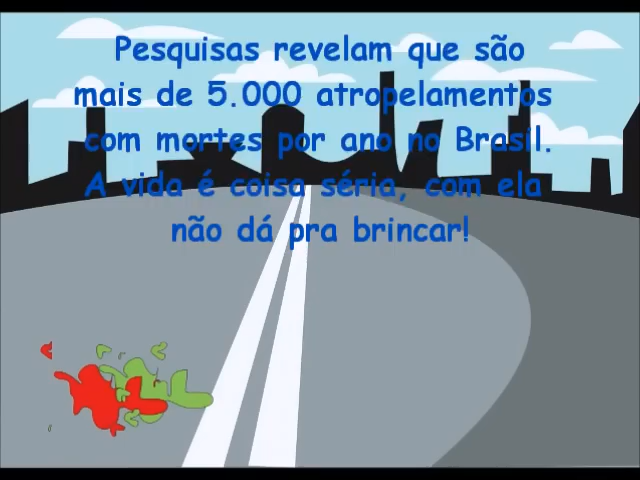 Pesquisas revelam que são
mais de 5.000 atropelamentos
com mortes por ano no Brasil.
A vida é coisa séria, com ela
não dá pra brincar!